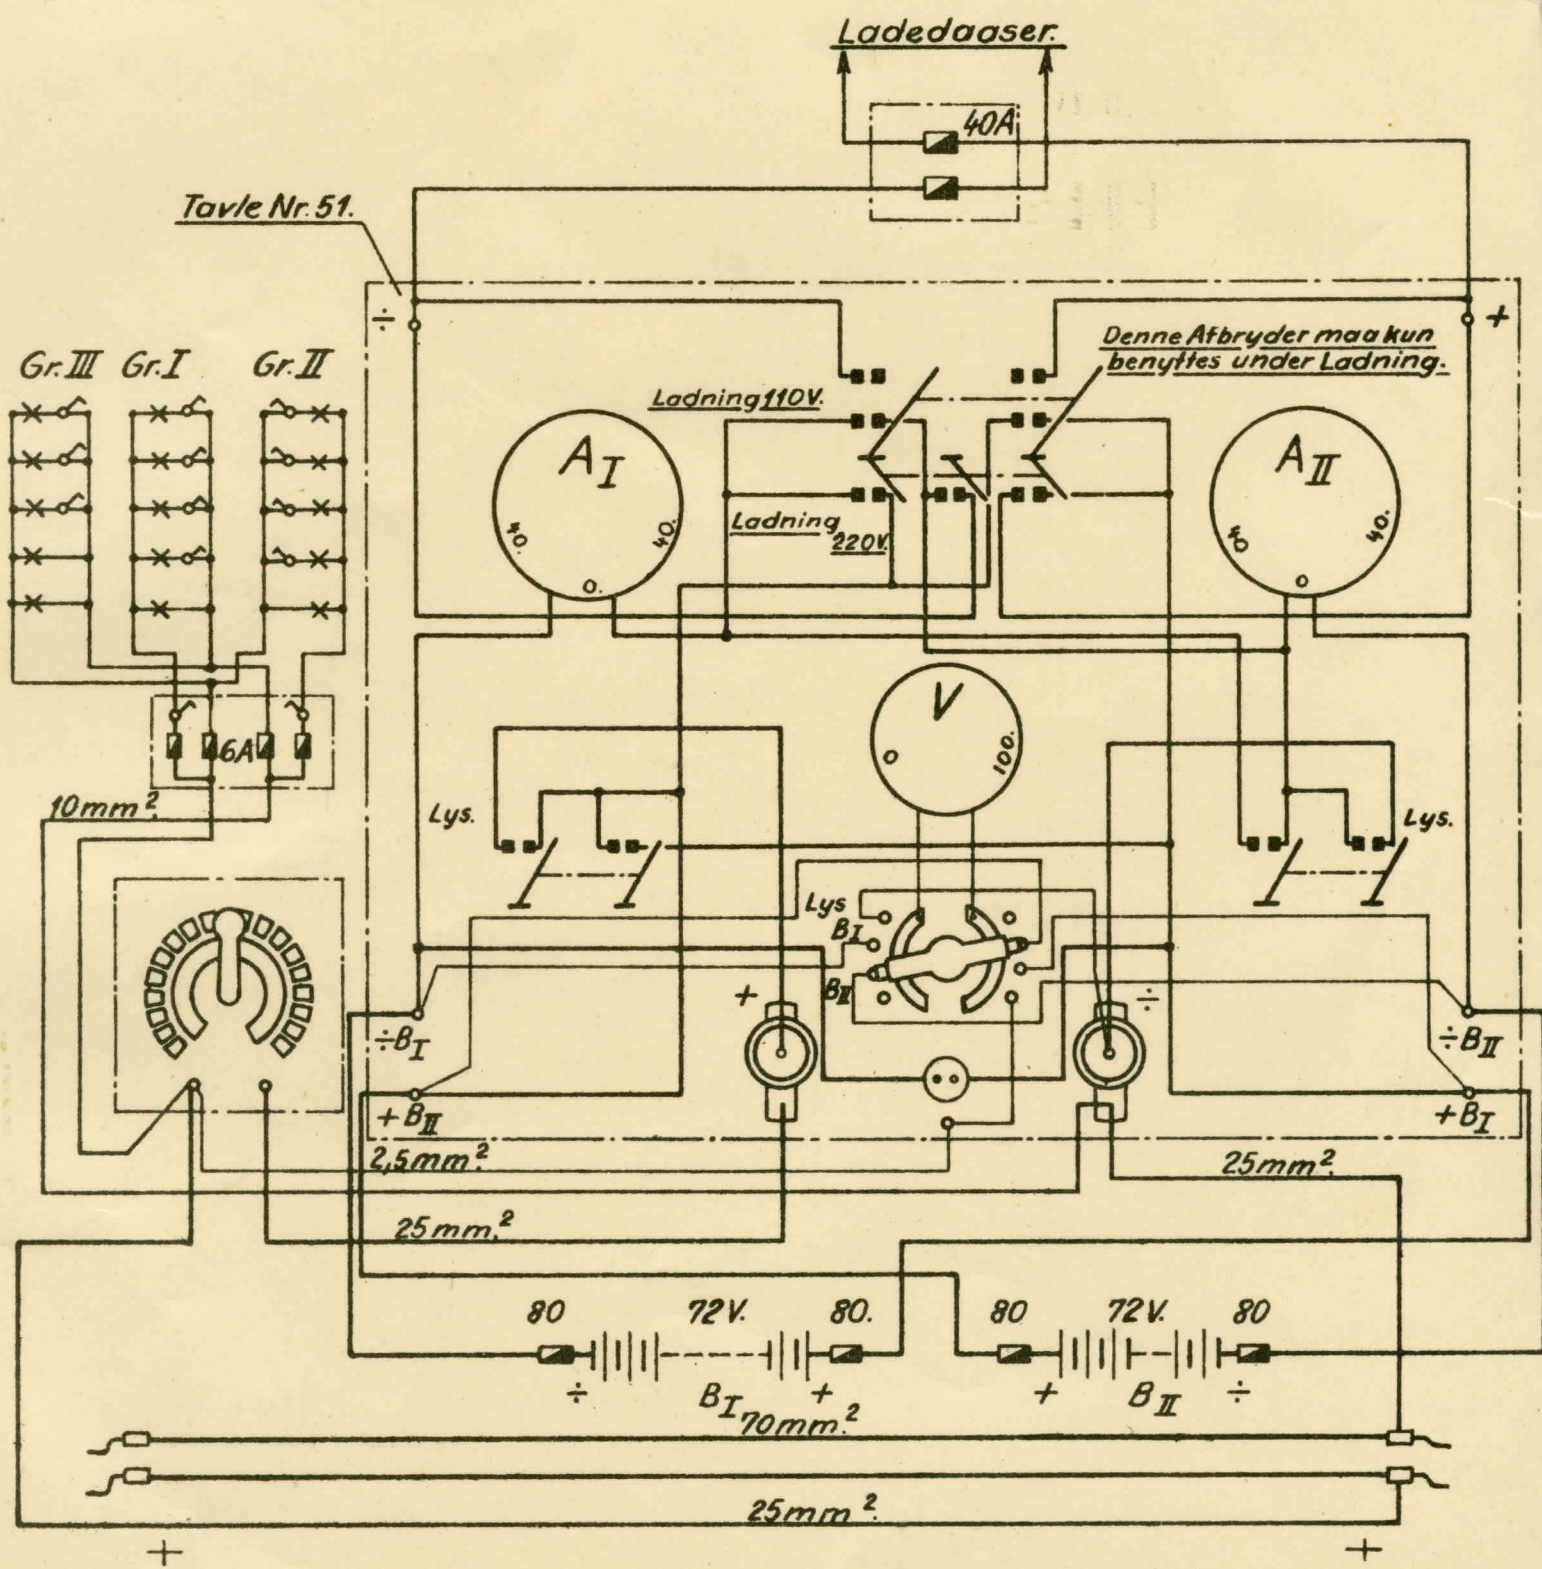 Ladedaaser.
40A
Tavle Nr. 51.
÷
+
Denne Afbryder maa kun
benyttes under Ladning.
Gr. III
Gr. I
Gr. II
Ladning 110V.
A I
40.
40.
0.
A II
40
40.
0
Ladning
220V.
V
0
100.
6A
10mm².
Lys.
Lys.
Lys
B I
B II
+
÷
÷B I
÷B II
+B II
+B I
2,5mm².
25mm².
25mm.²
80
72V.
80.
80
72V.
80
÷
B I
+
+
B II
÷
70mm.²
25mm².
+
+